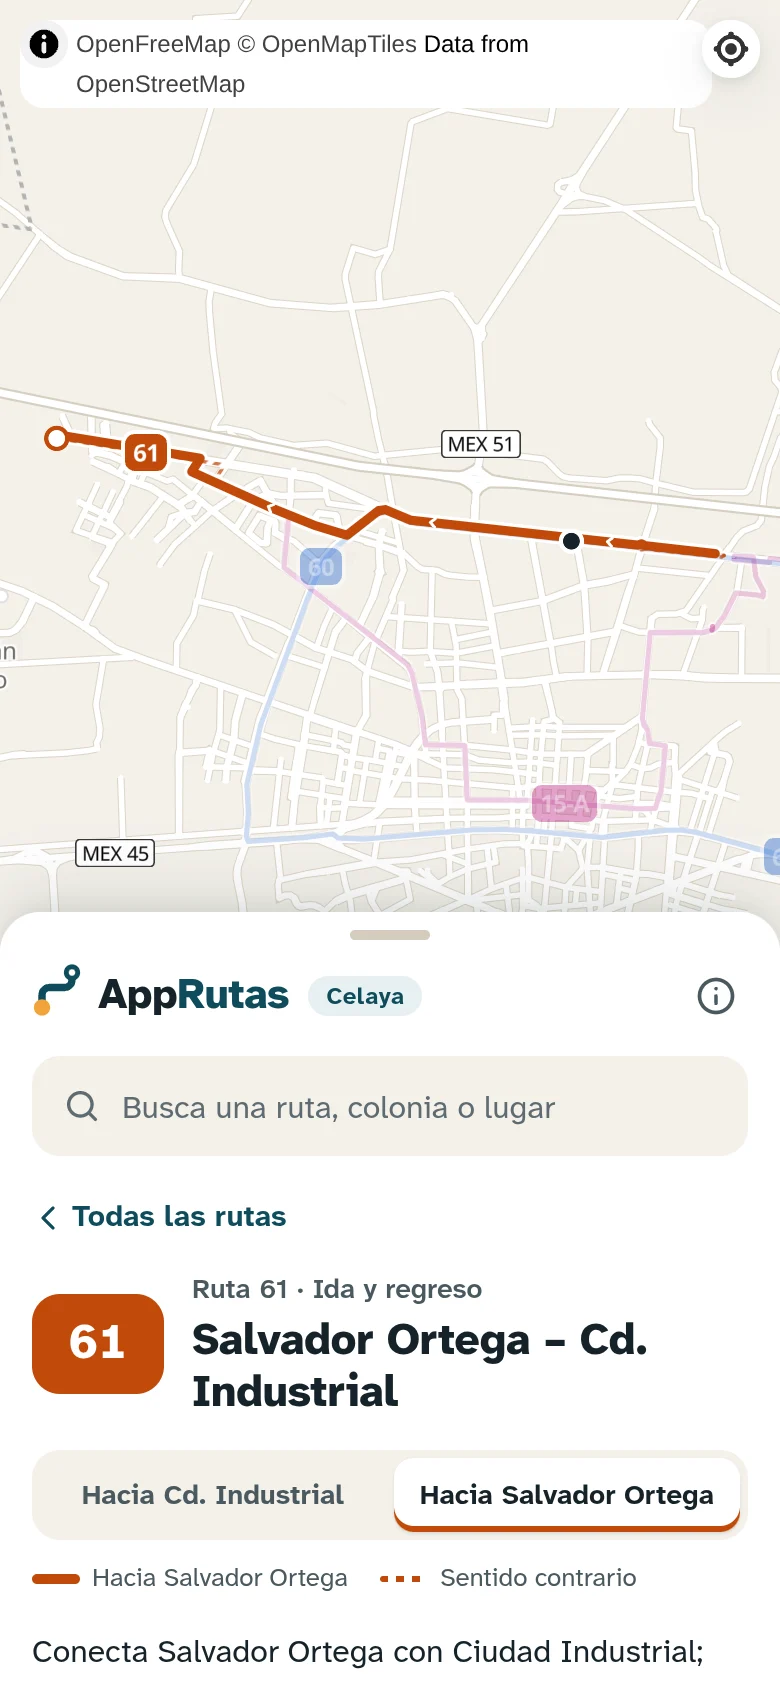 OpenFreeMap © OpenMapTiles Data from
OpenStreetMap
MEX 51
61
60
15-A
MEX 45
AppRutas
Celaya
Busca una ruta, colonia o lugar
Todas las rutas
61
Ruta 61 · Ida y regreso
Salvador Ortega – Cd.
Industrial
Hacia Cd. Industrial
Hacia Salvador Ortega
Hacia Salvador Ortega
Sentido contrario
Conecta Salvador Ortega con Ciudad Industrial;